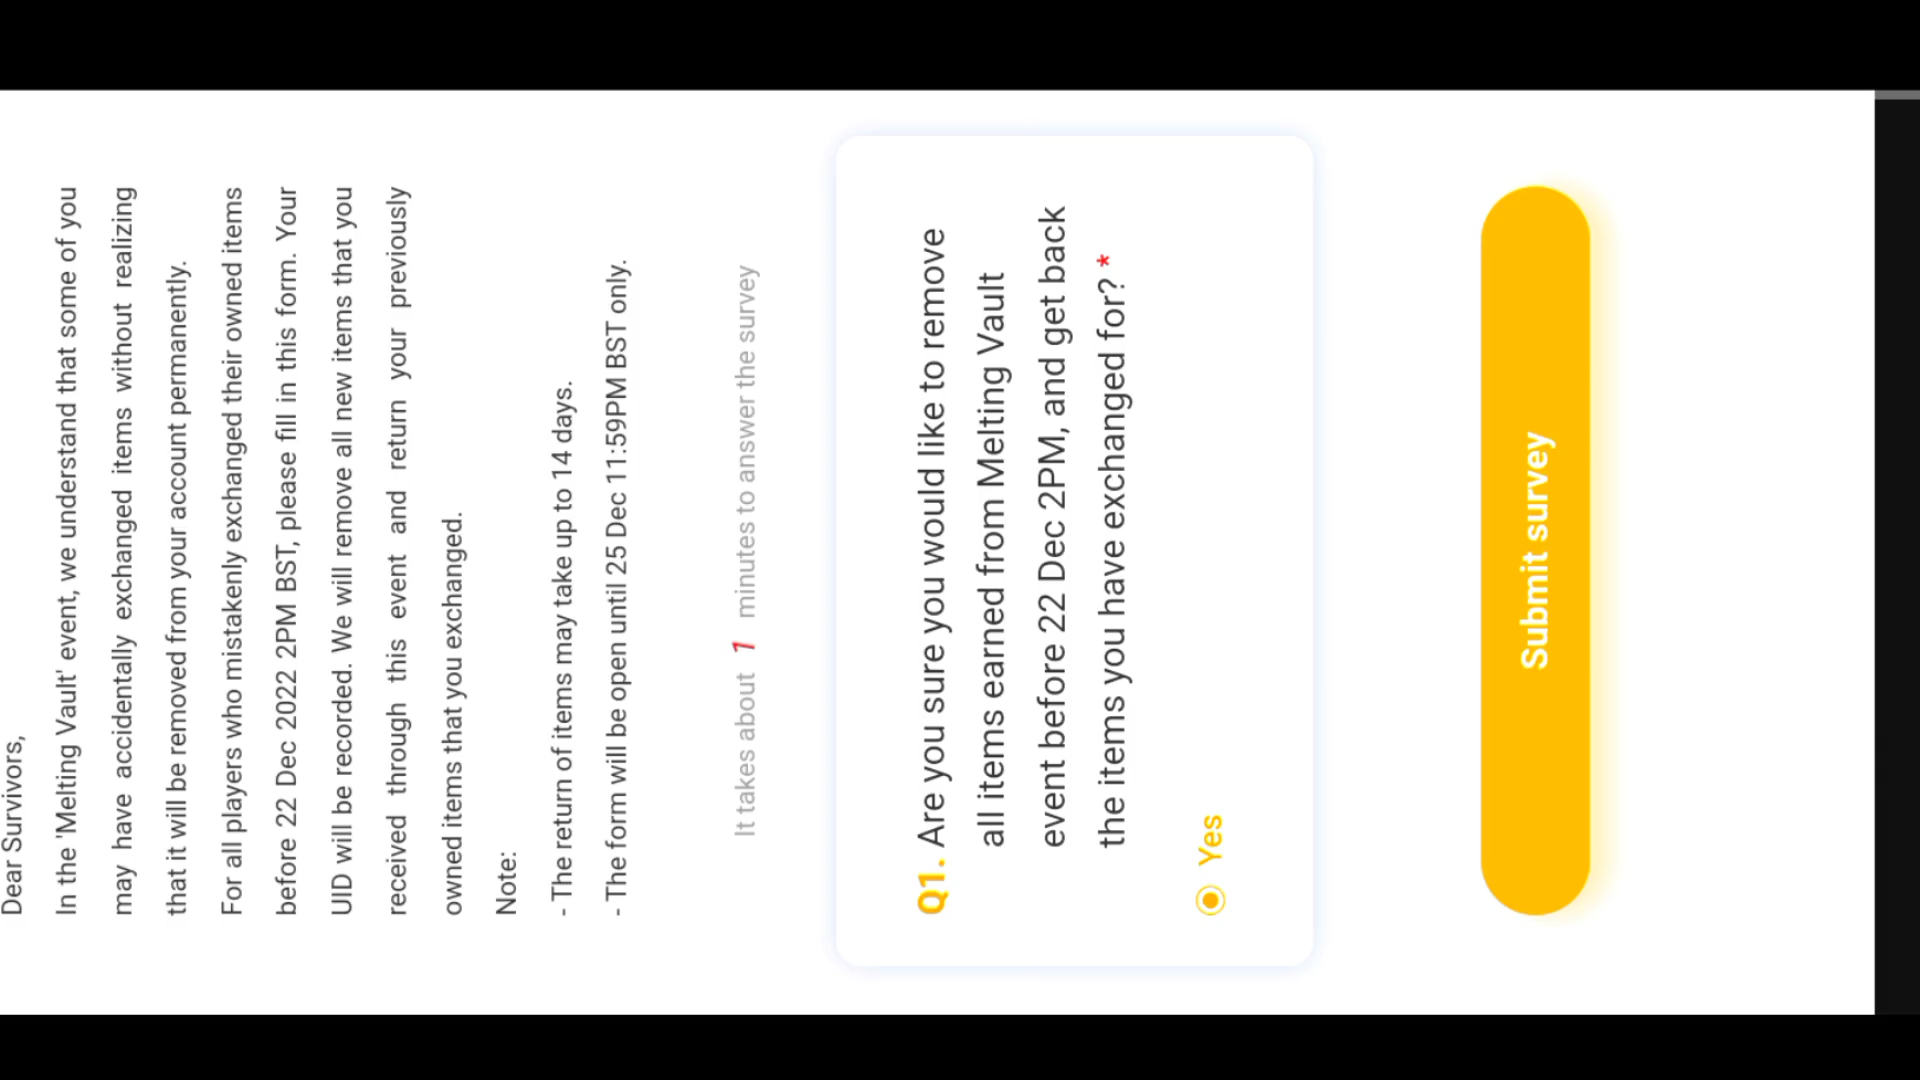 Dear Survivors,
In the 'Melting Vault' event, we understand that some of you
may have accidentally exchanged items without realizing
that it will be removed from your account permanently.
For all players who mistakenly exchanged their owned items
before 22 Dec 2022 2PM BST, please fill in this form. Your
UID will be recorded. We will remove all new items that you
received through this event and return your previously
owned items that you exchanged.
Note:
- The return of items may take up to 14 days.
- The form will be open until 25 Dec 11:59PM BST only.
It takes about 1 minutes to answer the survey
Q1. Are you sure you would like to remove
all items earned from Melting Vault
event before 22 Dec 2PM, and get back
the items you have exchanged for? *
Yes
Submit survey